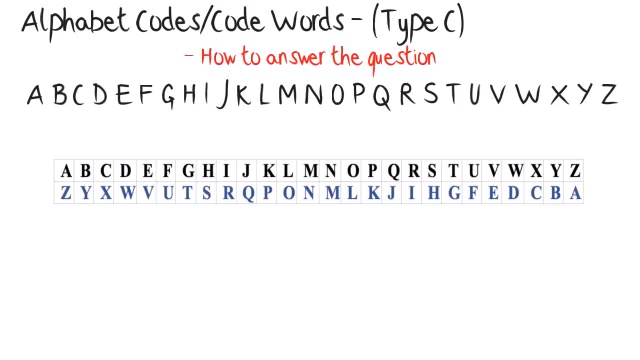 Alphabet Codes/Code Words - (Type C)
- How to answer the question
A B C D E F G H I J K L M N O P Q R S T U V W X Y Z
A B C D E F G H I J K L M N O P Q R S T U V W X Y Z
Z Y X W V U T S R Q P O N M L K J I H G F E D C B A